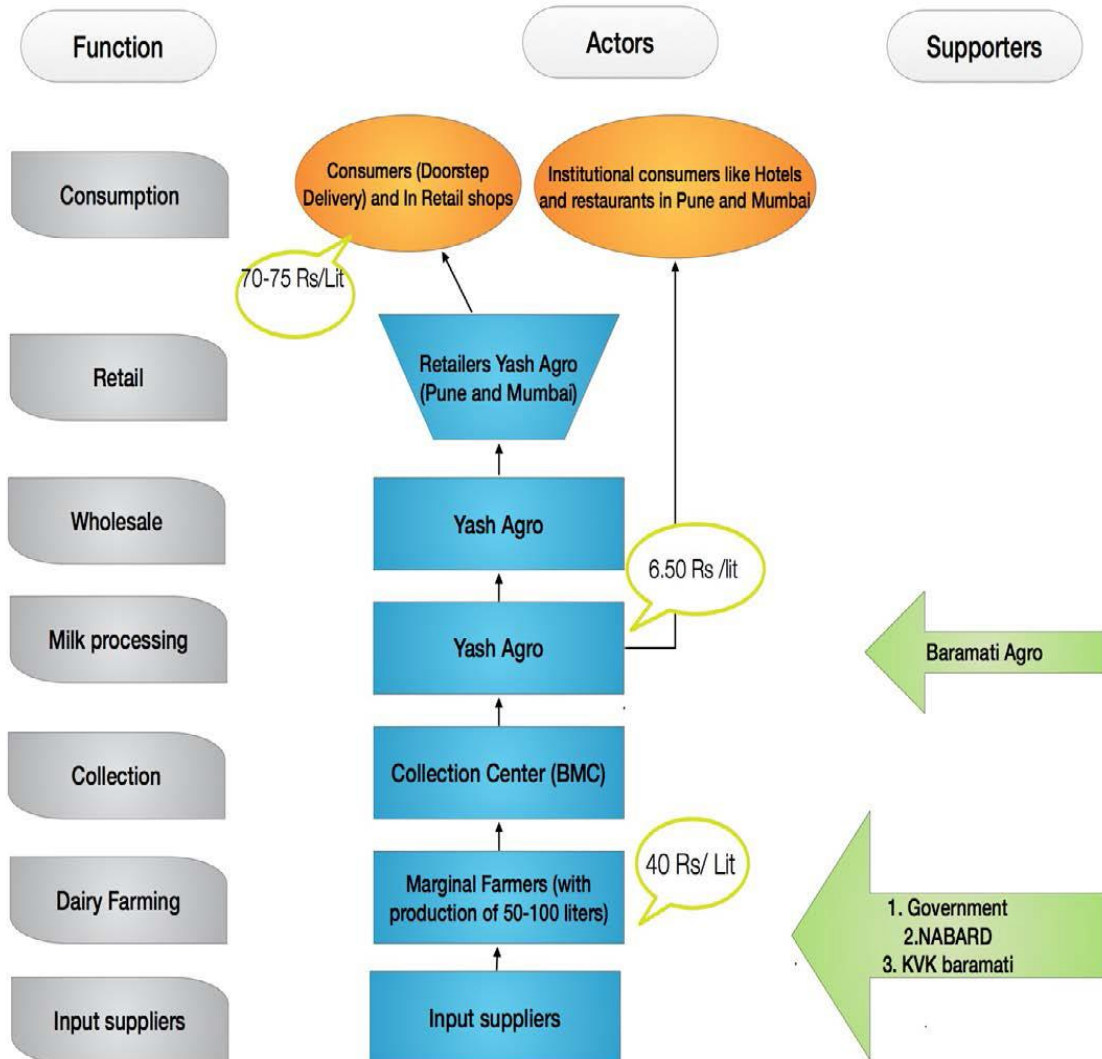 Function
Actors
Supporters
Consumption
Consumers (Doorstep
Delivery) and In Retail shops
Institutional consumers like Hotels
and restaurants in Pune and Mumbai
70-75 Rs/Lit
Retail
Retailers Yash Agro
(Pune and Mumbai)
Wholesale
Yash Agro
6.50 Rs /lit
Milk processing
Yash Agro
Baramati Agro
Collection
Collection Center (BMC)
40 Rs/ Lit
Dairy Farming
Marginal Farmers (with
production of 50-100 liters)
1. Government
2.NABARD
3. KVK baramati
Input suppliers
Input suppliers